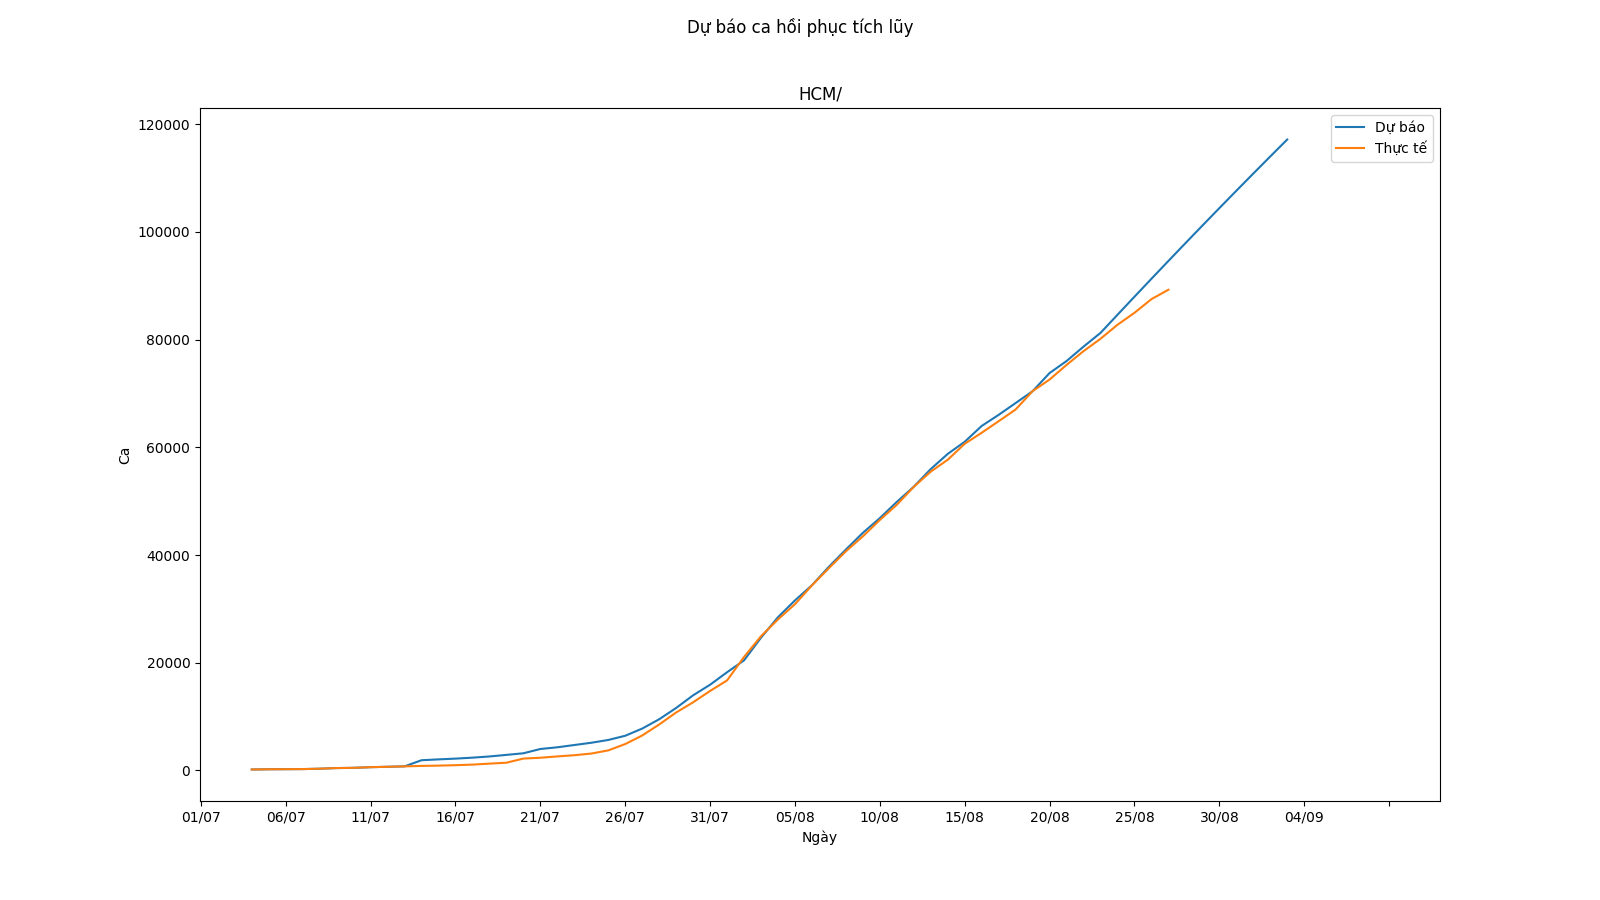 Dự báo ca hồi phục tích lũy
HCM/
120000
100000
80000
60000
40000
20000
0
Ca
Dự báo
Thực tế
01/07 06/07 11/07 16/07 21/07 26/07 31/07 05/08 10/08 15/08 20/08 25/08 30/08 04/09
Ngày